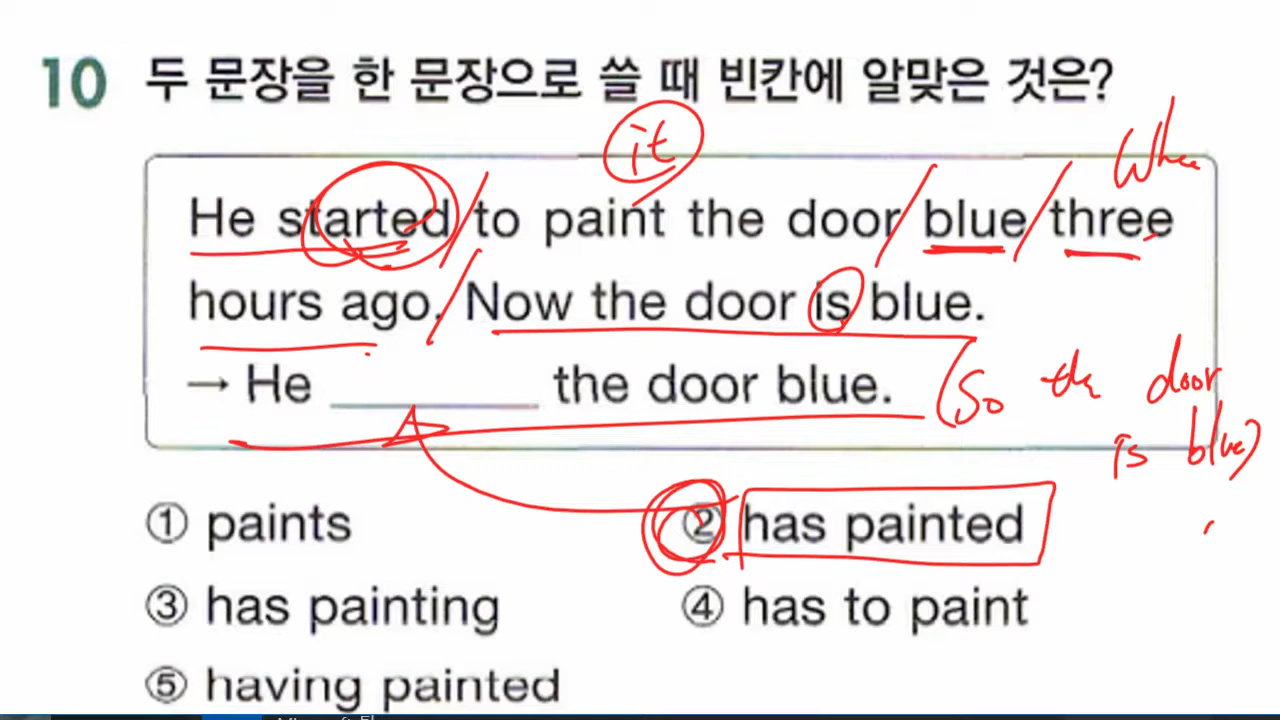 10 두 문장을 한 문장으로 쓸 때 빈칸에 알맞은 것은?
it
He started to paint the door blue three
hours ago. Now the door is blue.
→ He ________ the door blue.
(So the door
is blue)
① paints
② has painted
③ has painting
④ has to paint
⑤ having painted